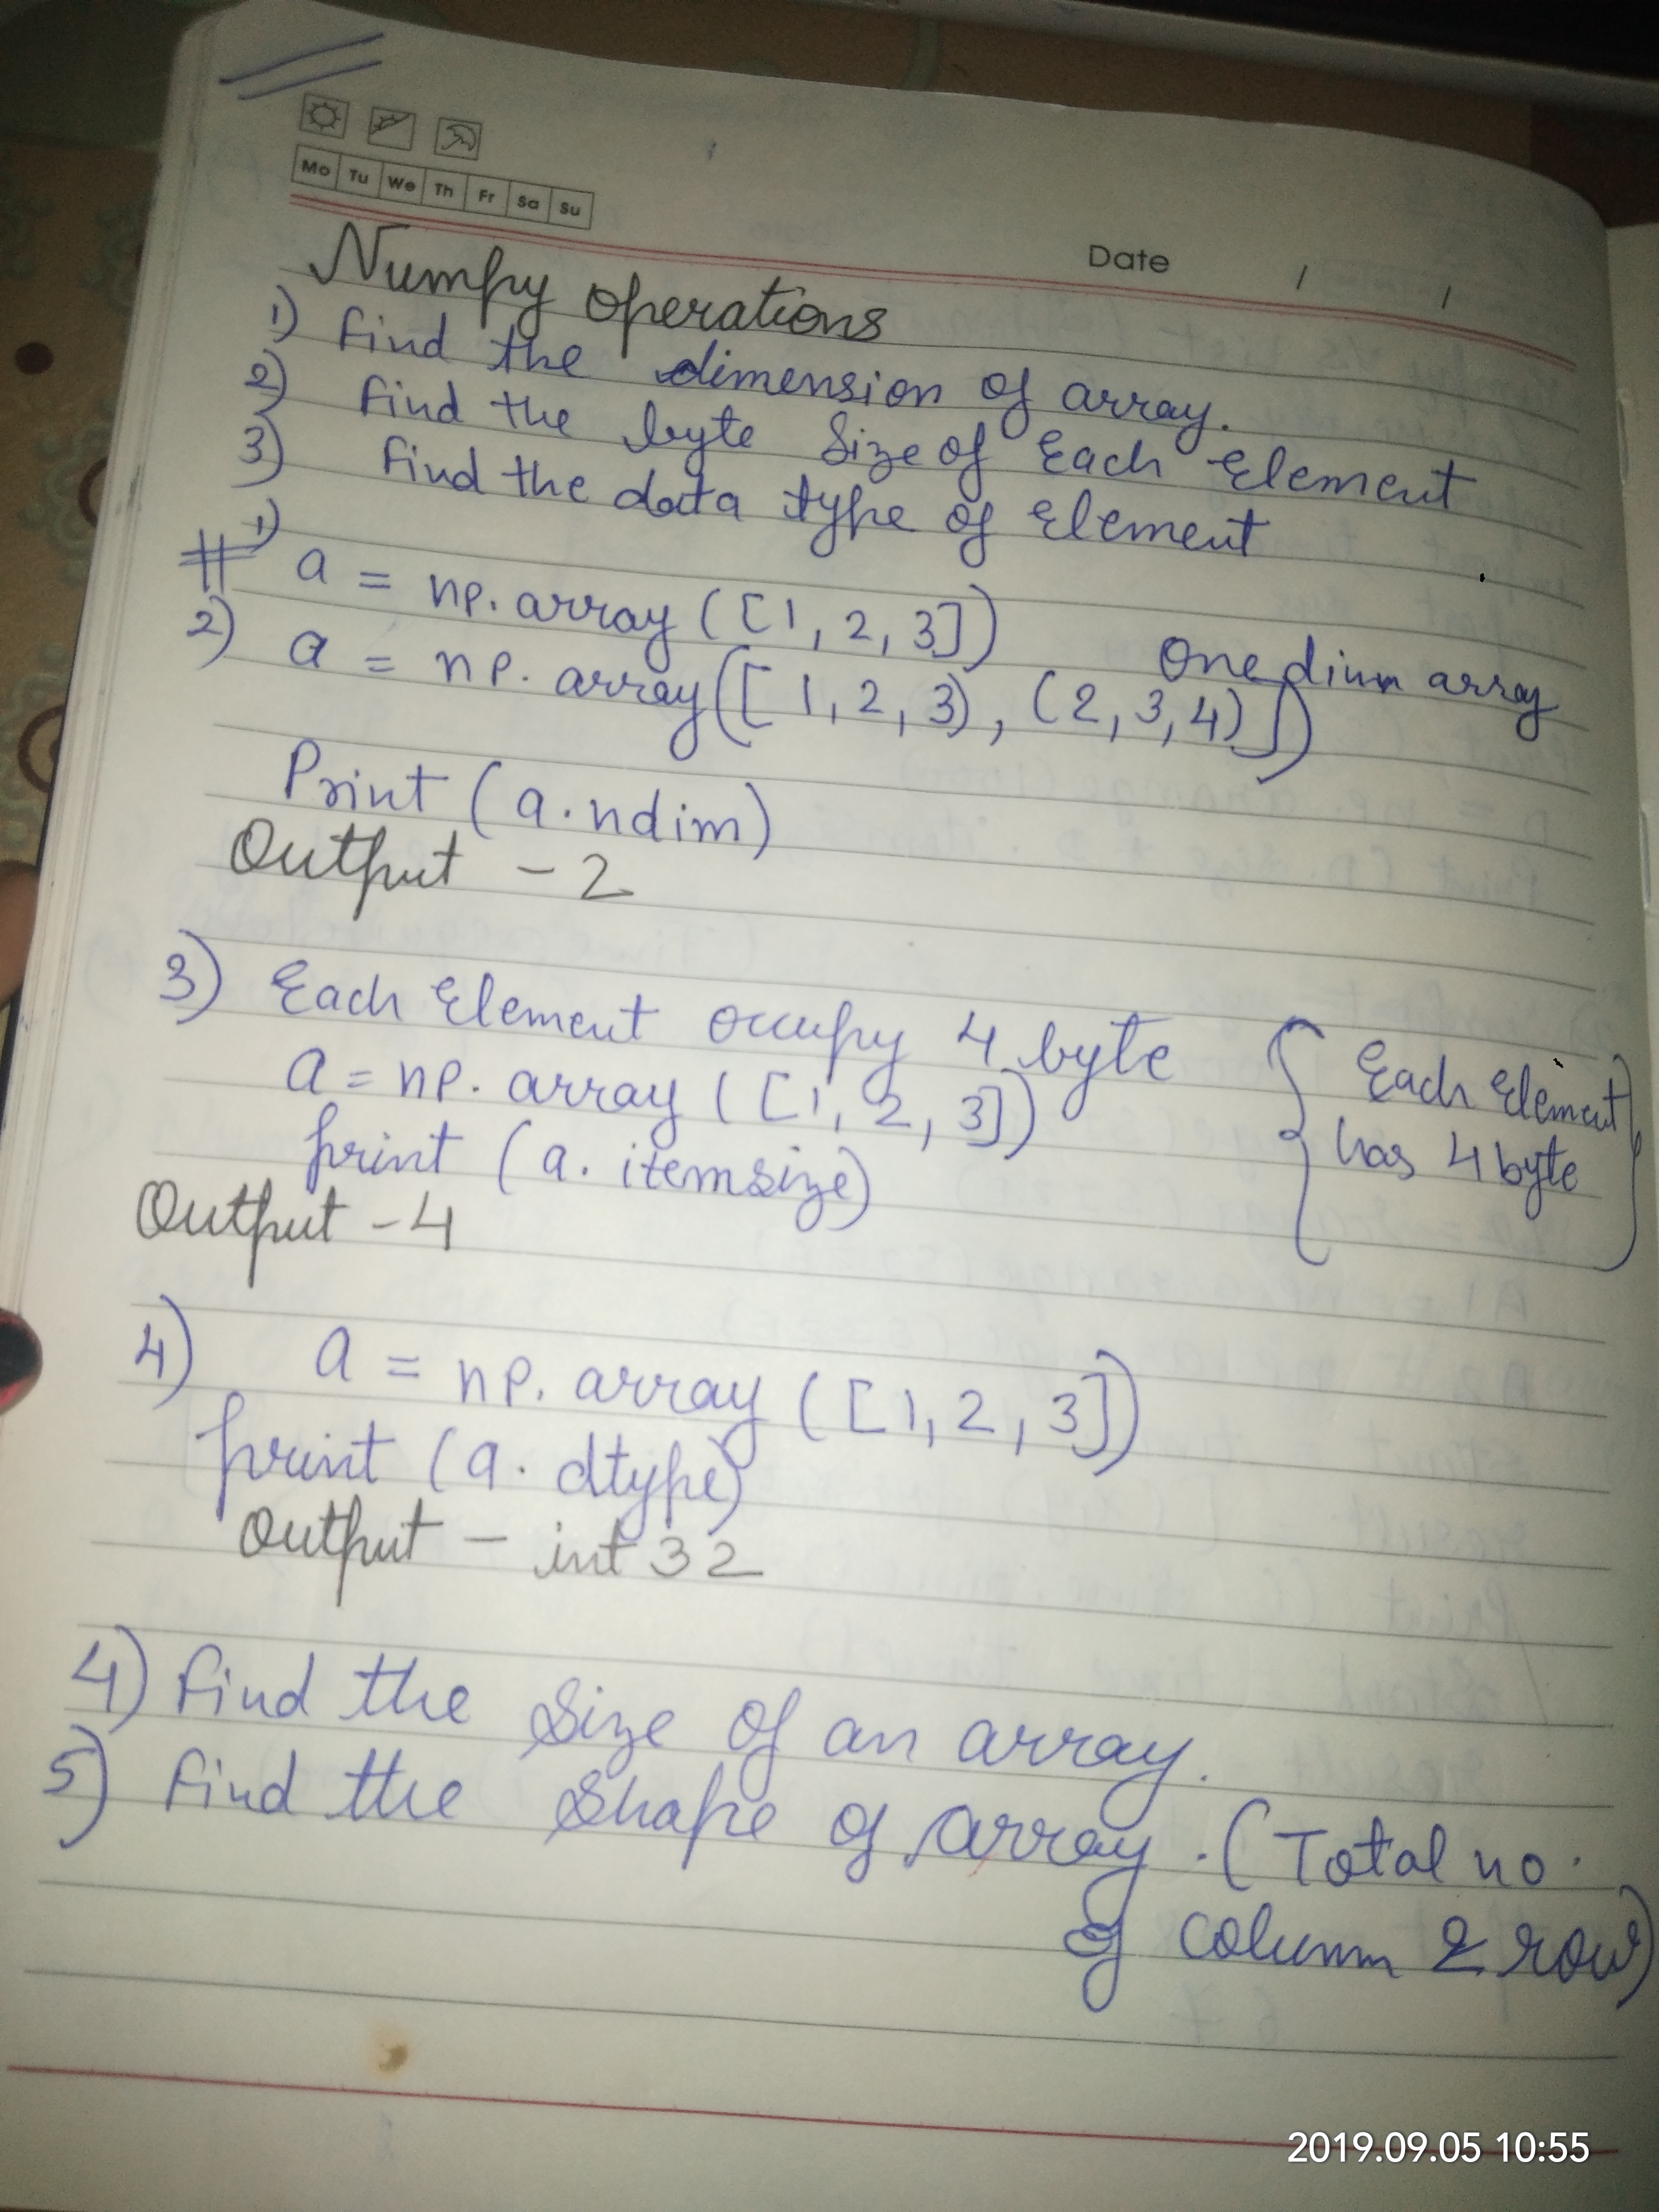 Mo Tu We Th Fr Sa Su
Date / /
Numpy operations
1) find the dimension of array.
2) find the byte size of Each Element
3) find the data type of Element
# 1) a = np.array ([1, 2, 3])
One dium array
2) a = np.array([1, 2, 3), (2, 3, 4)])
Print (a.ndim)
Output - 2
3) Each Element occupy 4 byte
a = np.array ([1, 2, 3])
print (a.itemsize)
{ Each Element
has 4 byte }
Output - 4
4) a = np.array ([1, 2, 3])
print (a.dtype)
Output - int 32
4) find the size of an array.
5) find the shape of array. (Total no.
of column & row)
2019.09.05 10:55